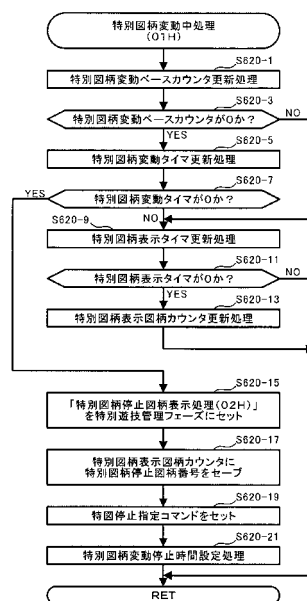 特別図柄変動中処理
(01H)
S620-1
特別図柄変動ベースカウンタ更新処理
S620-3
特別図柄変動ベースカウンタが0か?
NO
YES
S620-5
特別図柄変動タイマ更新処理
S620-7
YES
特別図柄変動タイマが0か?
NO
S620-9
特別図柄表示タイマ更新処理
S620-11
特別図柄表示タイマが0か?
NO
YES
S620-13
特別図柄表示図柄カウンタ更新処理
S620-15
「特別図柄停止図柄表示処理(02H)」
を特別遊技管理フェーズにセット
S620-17
特別図柄表示図柄カウンタに
特別図柄停止図柄番号をセーブ
S620-19
特図停止指定コマンドをセット
S620-21
特別図柄変動停止時間設定処理
RET